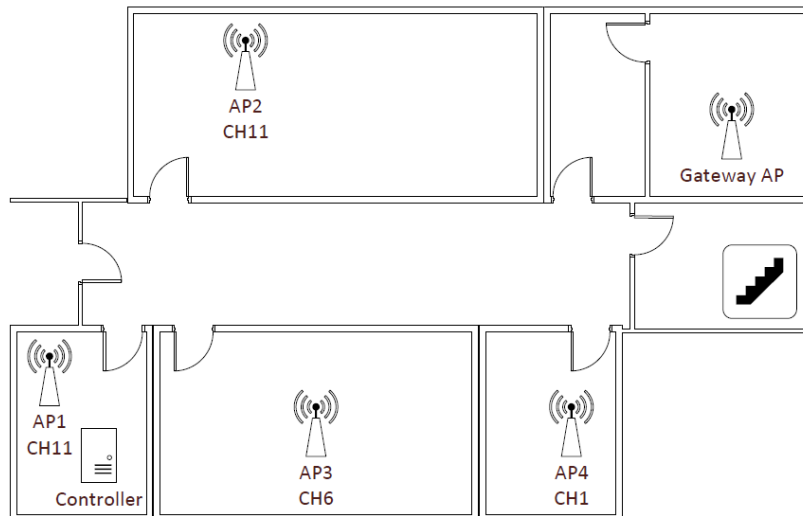 AP2
CH11
Gateway AP
AP1
CH11
Controller
AP3
CH6
AP4
CH1